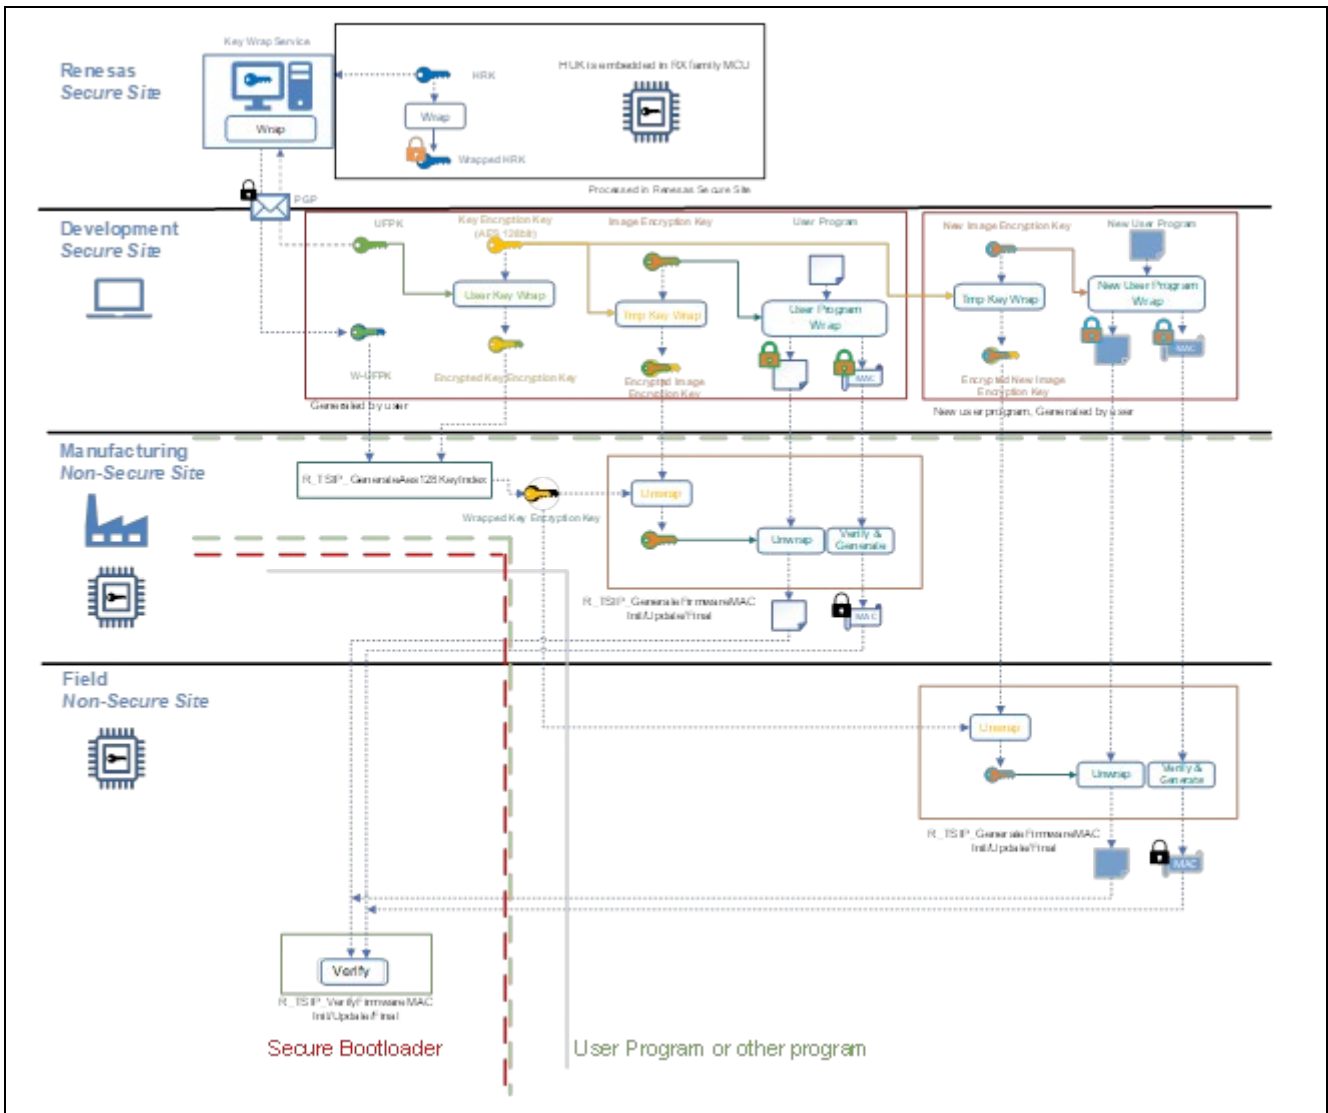 Key Wrap Service
Renesas
Secure Site
HRK
HUK is embedded in RX family MCU
Wrap
Wrap
Wrapped HRK
Processed in Renesas Secure Site
PGP
Development
Secure Site
UFPK
Key Encryption Key
(AES 128bit)
Image Encryption Key
User Program
New Image Encryption Key
New User Program
User Key Wrap
Tmp Key Wrap
User Program
Wrap
Tmp Key Wrap
New User Program
Wrap
W-UFPK
Encrypted Key Encryption Key
Encrypted Image
Encryption Key
MAC
Encrypted New Image
Encryption Key
MAC
Generated by user
New user program, Generated by user
Manufacturing
Non-Secure Site
R_TSIP_GenerateAes128KeyIndex
Wrapped Key Encryption Key
Unwrap
Unwrap
Verify &
Generate
R_TSIP_GenerateFirmwareMAC
Init/Update/Final
MAC
Field
Non-Secure Site
Unwrap
Unwrap
Verify &
Generate
R_TSIP_GenerateFirmwareMAC
Init/Update/Final
MAC
Verify
R_TSIP_VerifyFirmwareMAC
Init/Update/Final
Secure Bootloader
User Program or other program